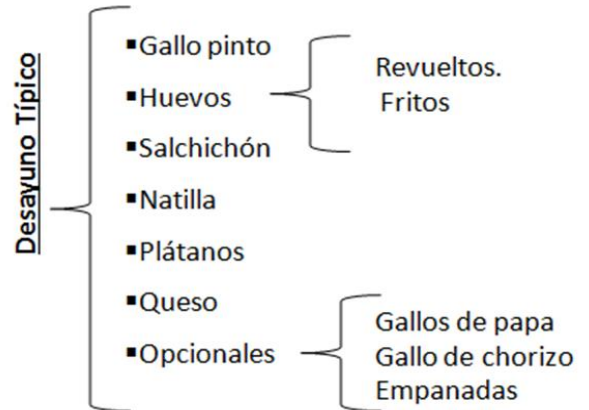 Desayuno Típico
▪Gallo pinto
▪Huevos
Revueltos.
Fritos
▪Salchichón
▪Natilla
▪Plátanos
▪Queso
▪Opcionales
Gallos de papa
Gallo de chorizo
Empanadas